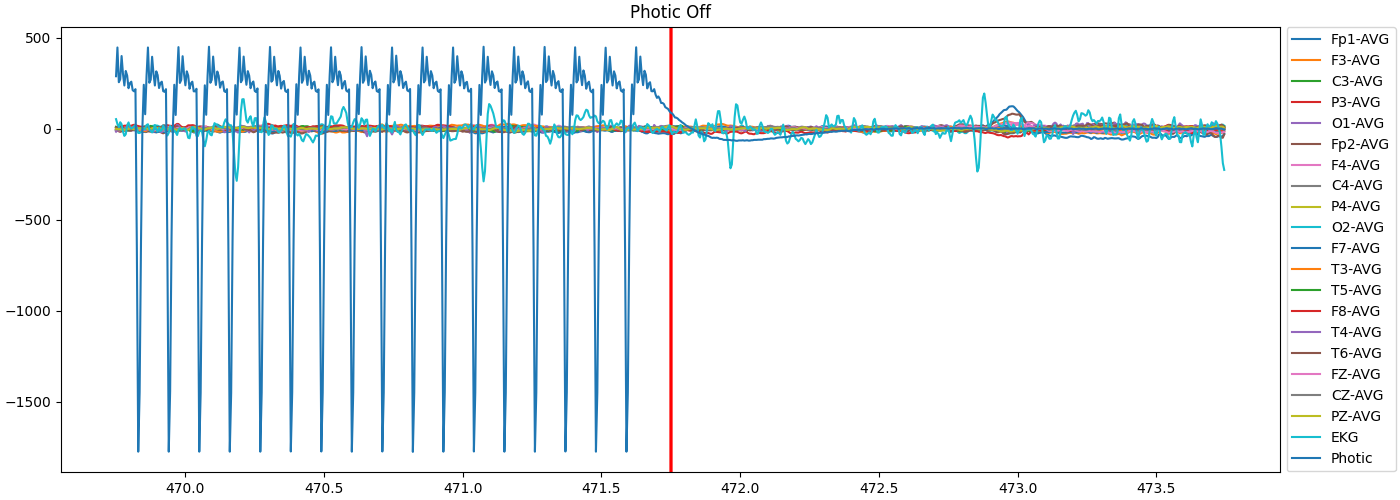 Photic Off
500
0
−500
−1000
−1500
470.0 470.5 471.0 471.5 472.0 472.5 473.0 473.5
Fp1-AVG
F3-AVG
C3-AVG
P3-AVG
O1-AVG
Fp2-AVG
F4-AVG
C4-AVG
P4-AVG
O2-AVG
F7-AVG
T3-AVG
T5-AVG
F8-AVG
T4-AVG
T6-AVG
FZ-AVG
CZ-AVG
PZ-AVG
EKG
Photic